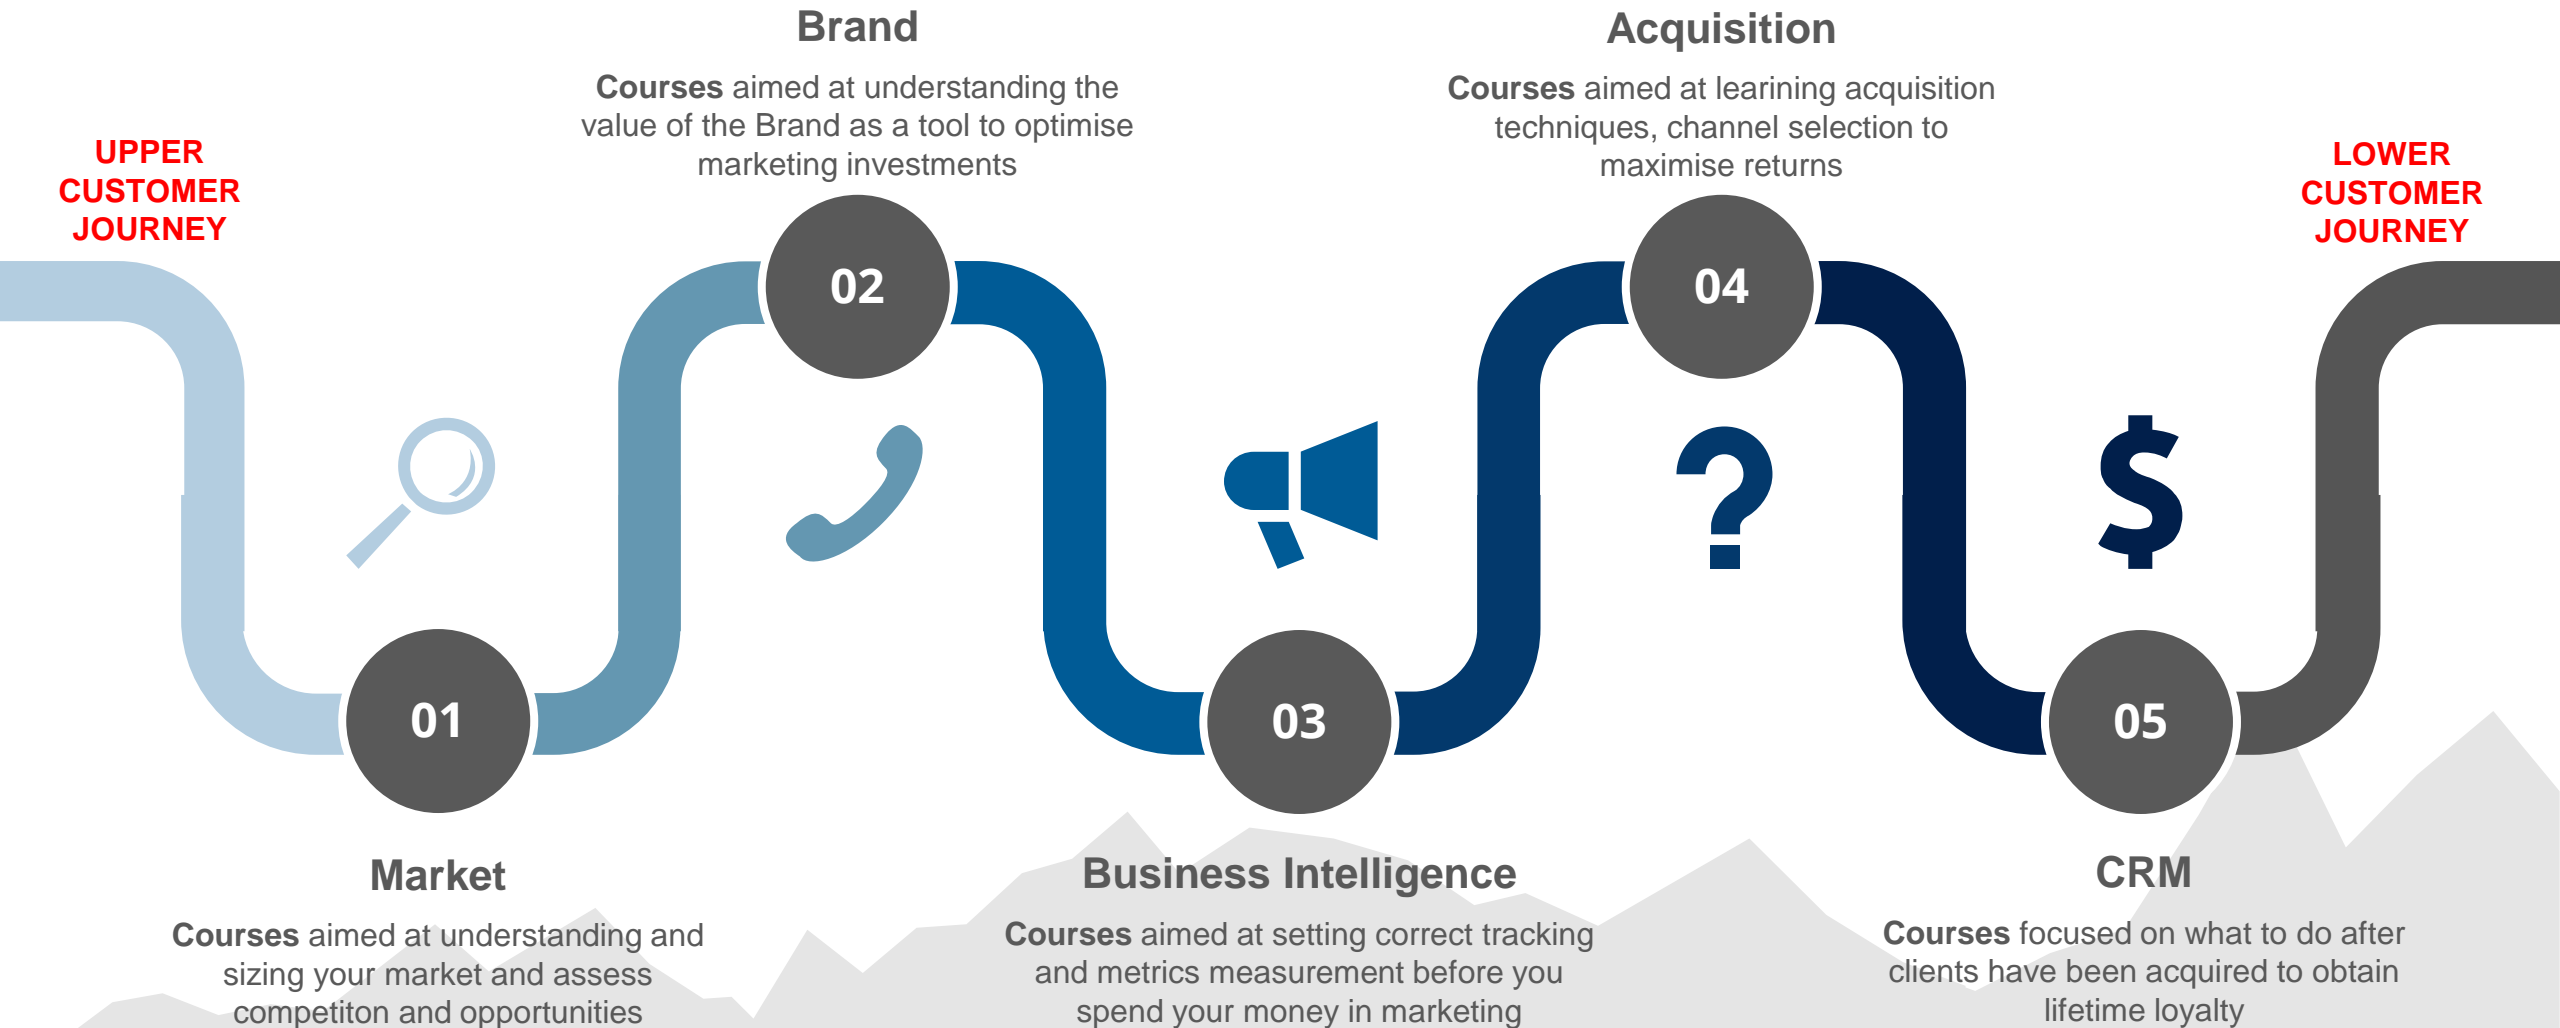 UPPER
CUSTOMER
JOURNEY
01
Market
Courses aimed at understanding and
sizing your market and assess
competiton and opportunities
Brand
Courses aimed at understanding the
value of the Brand as a tool to optimise
marketing investments
02
03
Business Intelligence
Courses aimed at setting correct tracking
and metrics measurement before you
spend your money in marketing
Acquisition
Courses aimed at learining acquisition
techniques, channel selection to
maximise returns
04
05
CRM
Courses focused on what to do after
clients have been acquired to obtain
lifetime loyalty
LOWER
CUSTOMER
JOURNEY